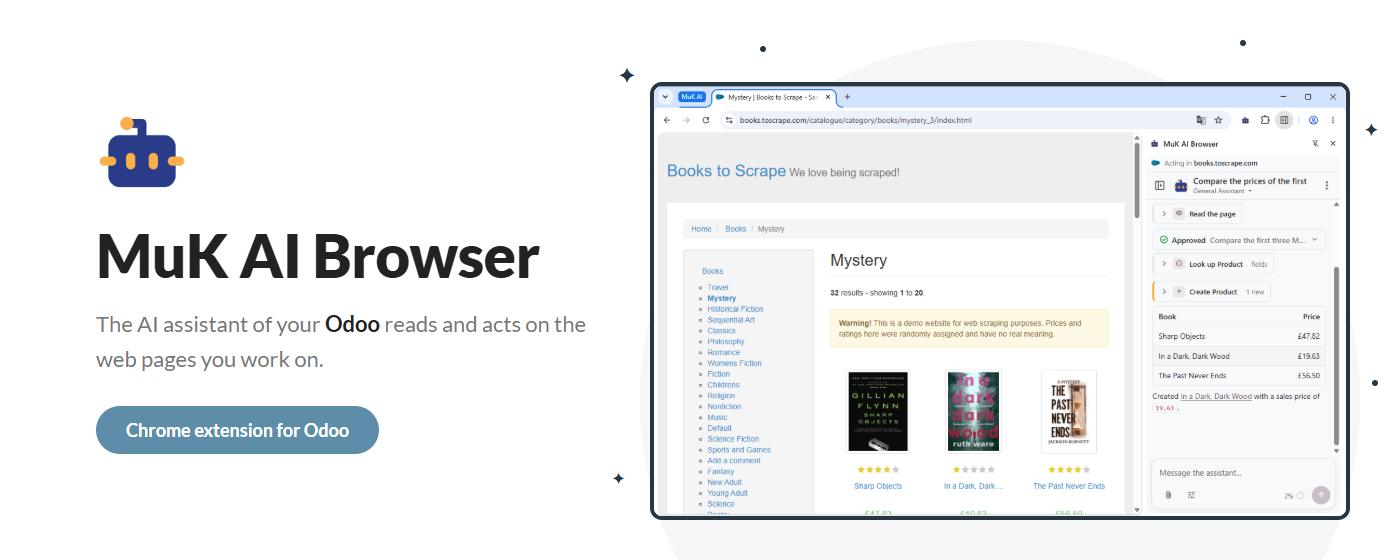 MuK AI Browser
The AI assistant of your Odoo reads and acts on the
web pages you work on.
Chrome extension for Odoo
MuK AI
Mystery | Books to Scrape - Sa
books.toscrape.com/catalogue/category/books/mystery_3/index.html
Books to Scrape We love being scraped!
Home / Books / Mystery
Books
Travel
Mystery
Historical Fiction
Sequential Art
Classics
Philosophy
Romance
Womens Fiction
Fiction
Childrens
Religion
Nonfiction
Music
Default
Science Fiction
Sports and Games
Add a comment
Fantasy
New Adult
Young Adult
Science
Poetry
Mystery
32 results - showing 1 to 20.
Warning! This is a demo website for web scraping purposes. Prices and
ratings here were randomly assigned and have no real meaning.
GILLIAN
FLYNN
SHARP
OBJECTS
in a
dark
dark
wood
ruth ware
A MYSTERY
THE
PAST
NEVER
ENDS
JACKSON BURNETT
Sharp Objects
In a Dark, Dark ...
The Past Never Ends
£47.82
£19.63
£56.50
MuK AI Browser
Acting in books.toscrape.com
Compare the prices of the first
General Assistant
Read the page
Approved Compare the first three M...
Look up Product fields
Create Product 1 new
Book Price
Sharp Objects £47.82
In a Dark, Dark Wood £19.63
The Past Never Ends £56.50
Created In a Dark, Dark Wood with a sales price of
19.63 .
Message the assistant...
2%